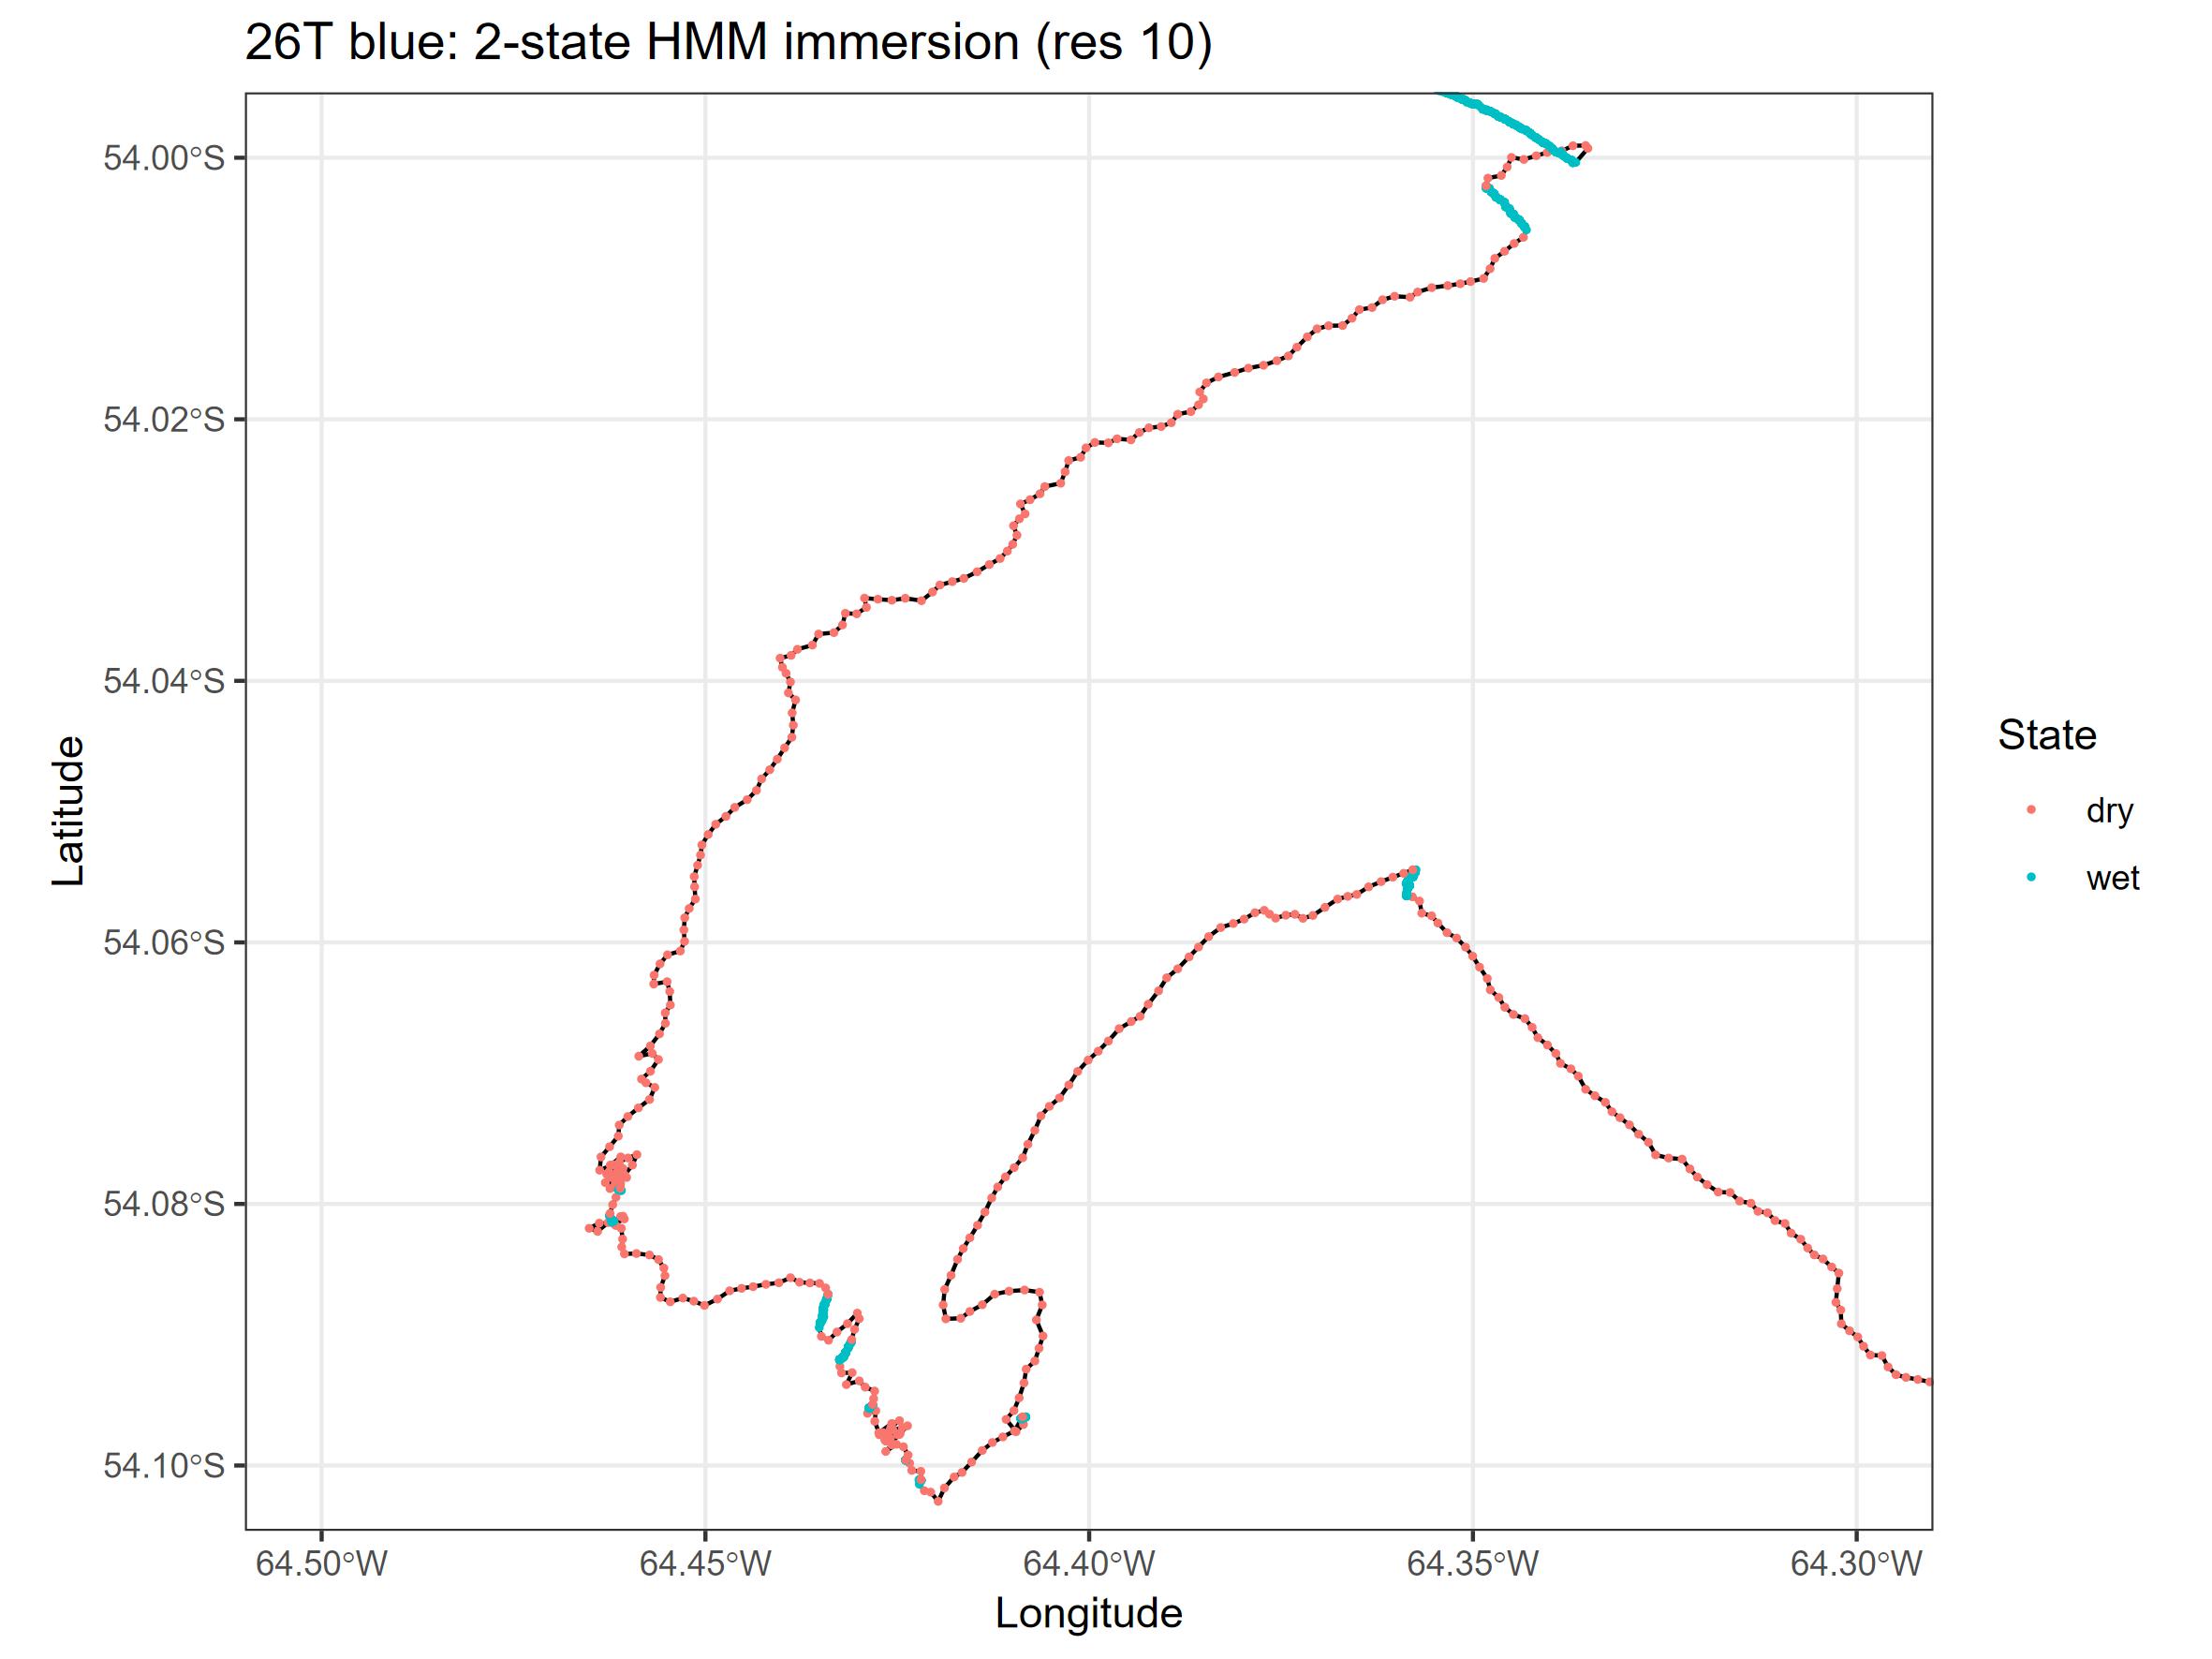 26T blue: 2-state HMM immersion (res 10)
54.00°S
54.02°S
54.04°S
54.06°S
54.08°S
54.10°S
Latitude
64.50°W
64.45°W
64.40°W
64.35°W
64.30°W
Longitude
State
dry
wet